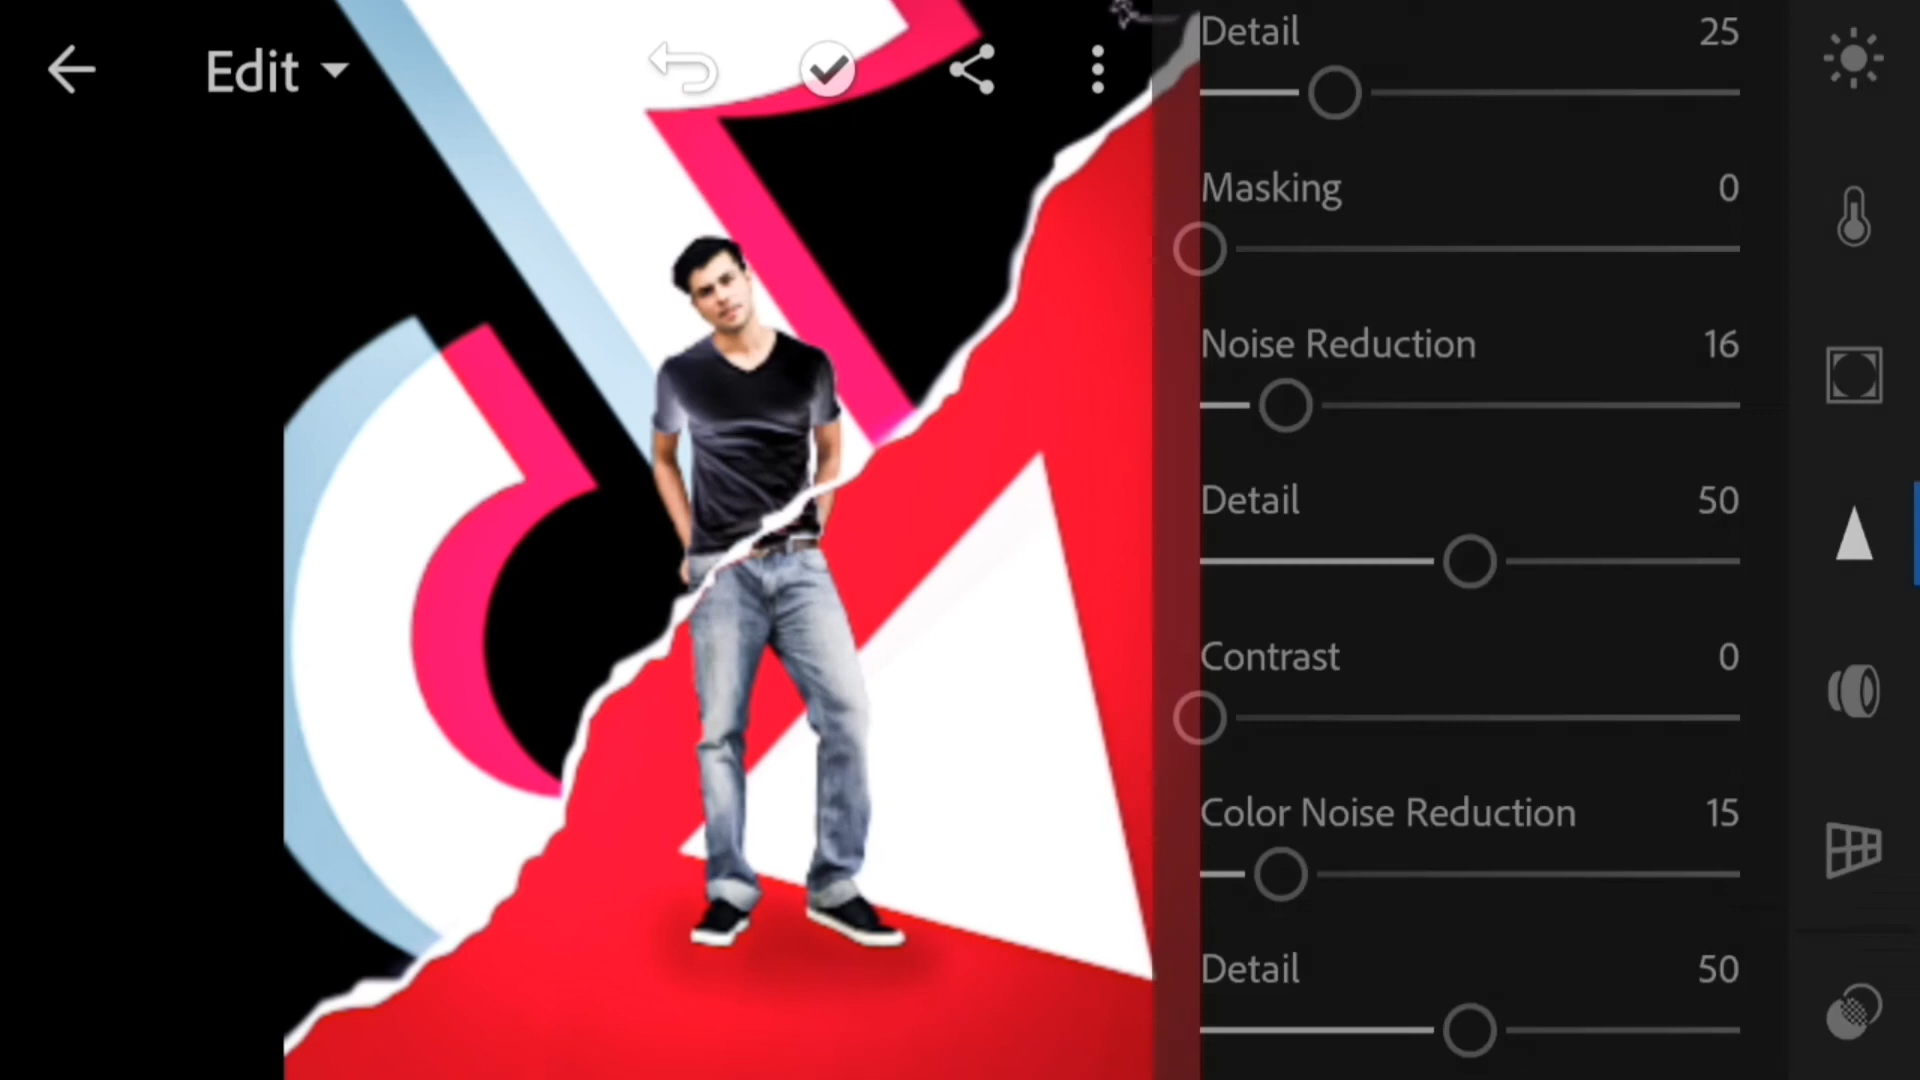 Edit
Detail 25
Masking 0
Noise Reduction 16
Detail 50
Contrast 0
Color Noise Reduction 15
Detail 50